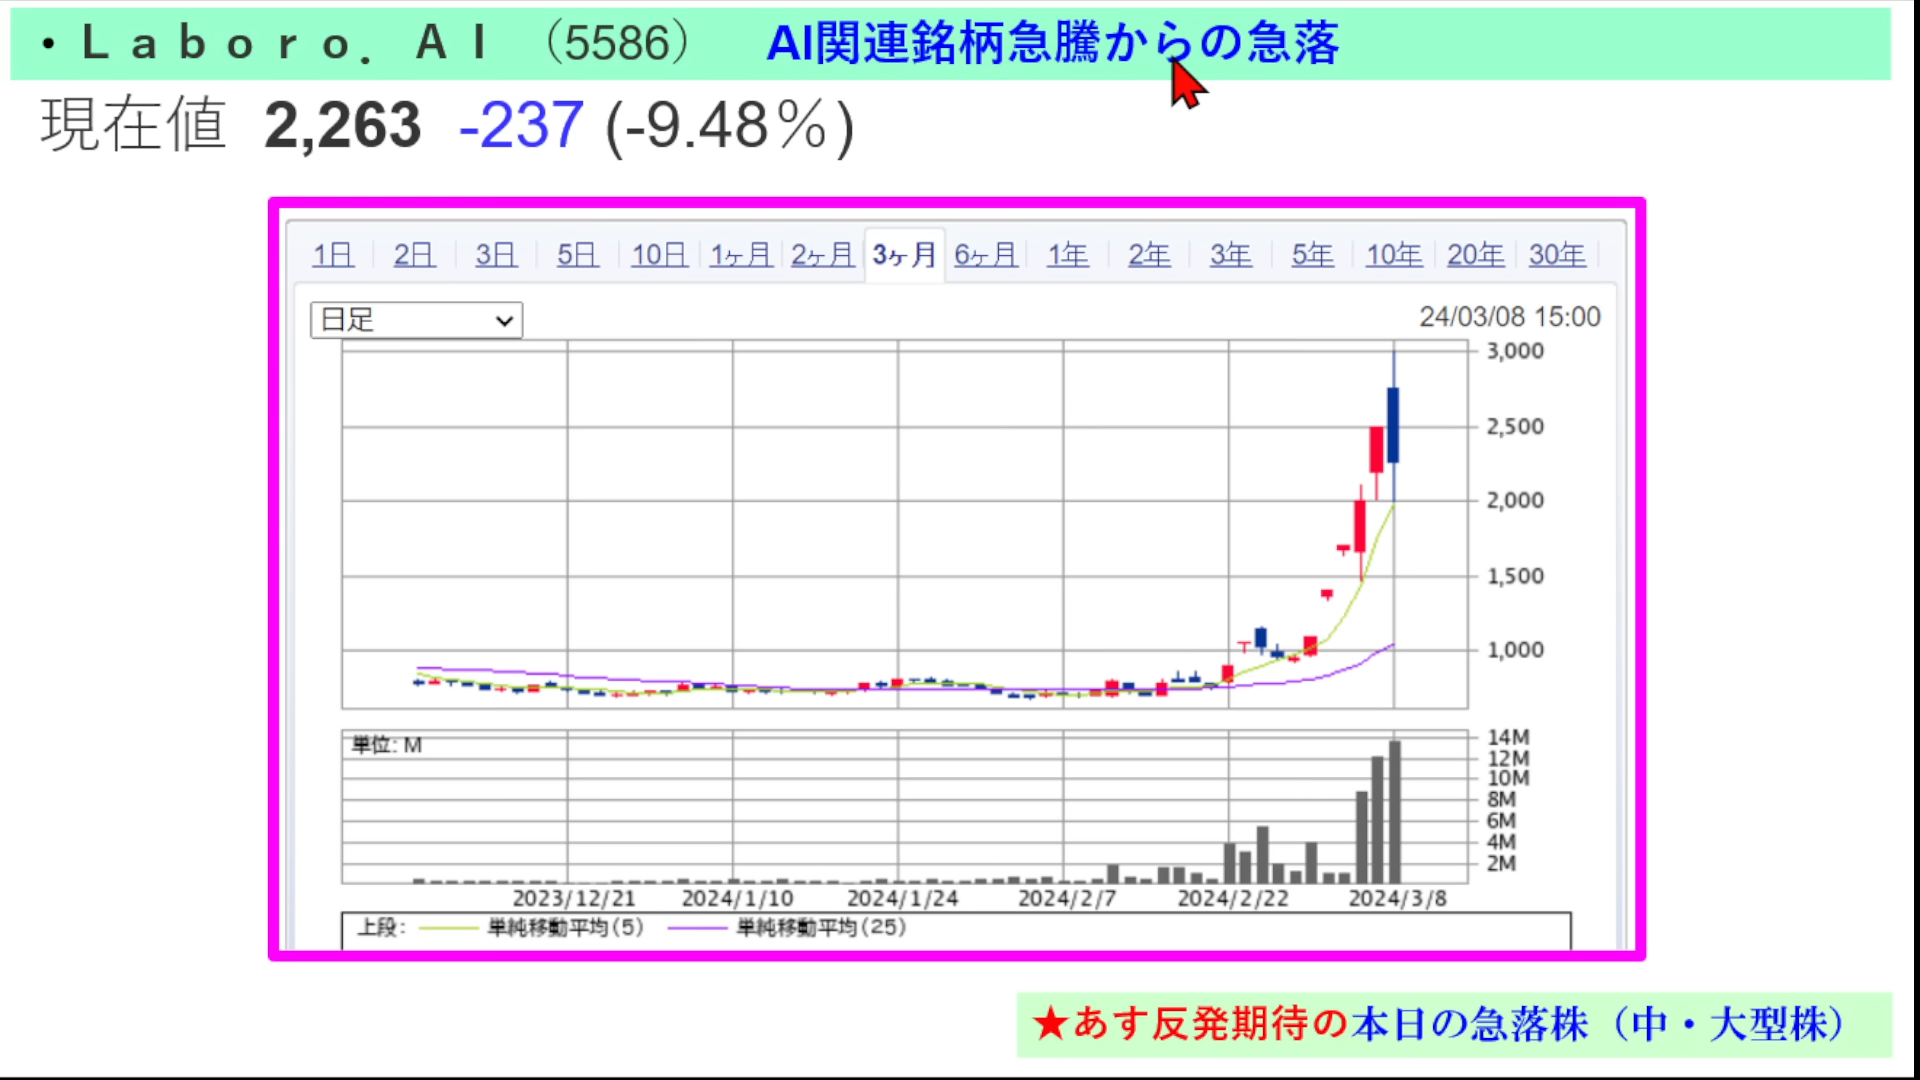 ・Ｌａｂｏｒｏ．ＡＩ（5586） AI関連銘柄急騰からの急落
現在値 2,263 -237 (-9.48％)
1日 2日 3日 5日 10日 1ヶ月 2ヶ月 3ヶ月 6ヶ月 1年 2年 3年 5年 10年 20年 30年
日足
24/03/08 15:00
3,000
2,500
2,000
1,500
1,000
単位: M
14M
12M
10M
8M
6M
4M
2M
2023/12/21 2024/1/10 2024/1/24 2024/2/7 2024/2/22 2024/3/8
上段: 単純移動平均(5) 単純移動平均(25)
★あす反発期待の本日の急落株（中・大型株）